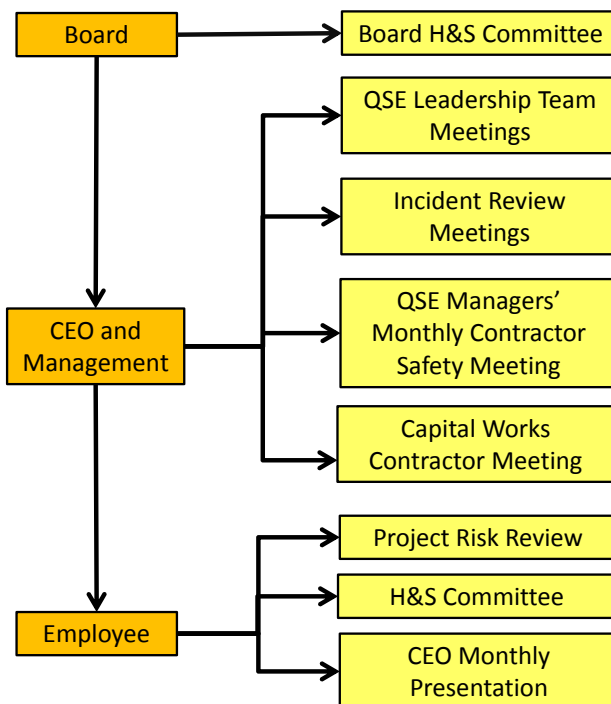 Board
Board H&S Committee
QSE Leadership Team
Meetings
Incident Review
Meetings
CEO and
Management
QSE Managers’
Monthly Contractor
Safety Meeting
Capital Works
Contractor Meeting
Project Risk Review
Employee
H&S Committee
CEO Monthly
Presentation